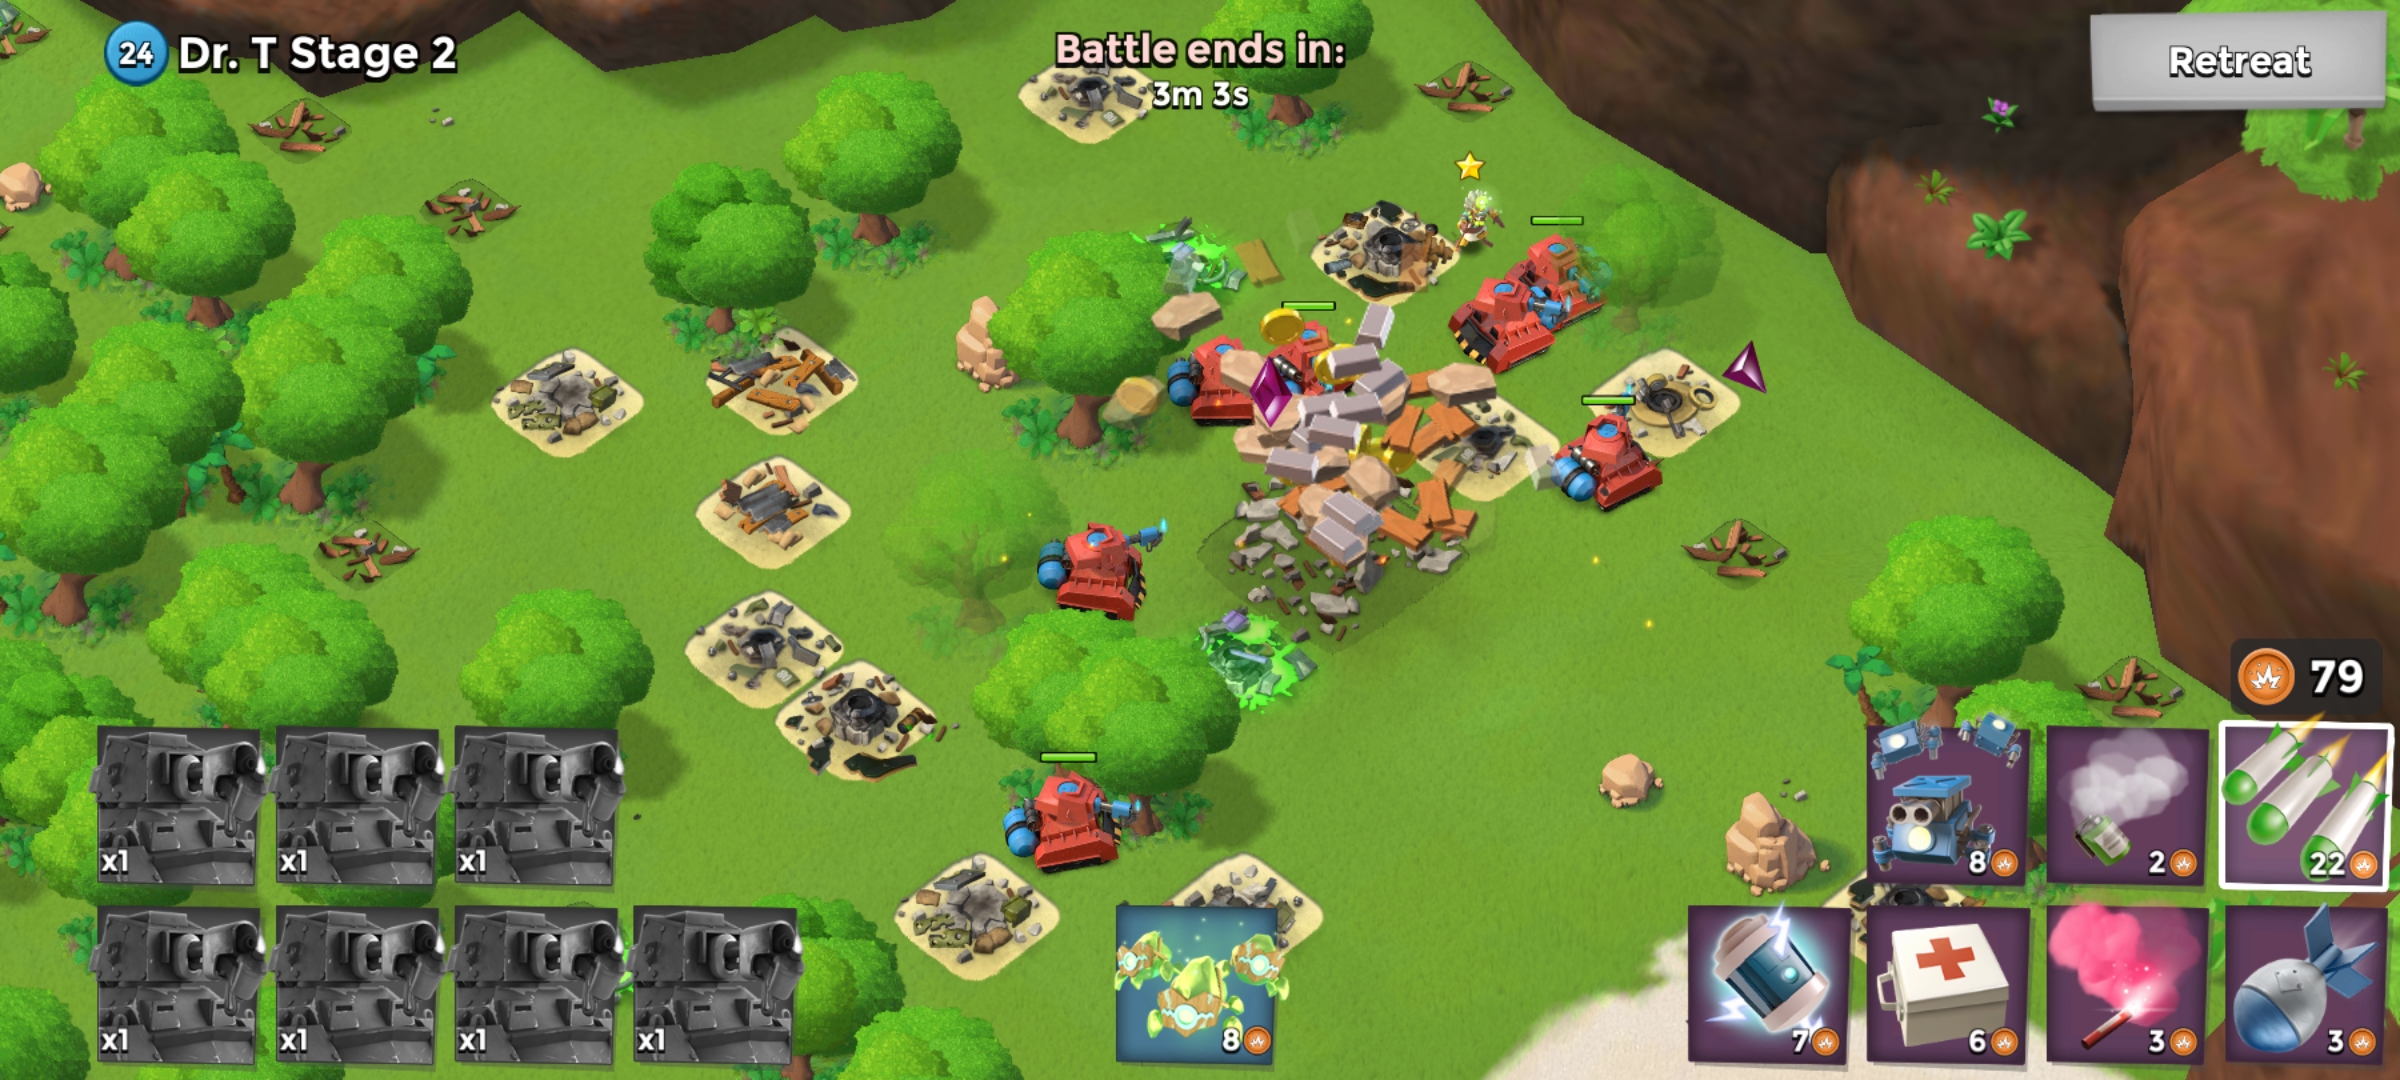 24 Dr. T Stage 2
Battle ends in:
3m 3s
Retreat
79
x1 x1 x1
8 2 22
x1 x1 x1 x1
8
7 6 3 3